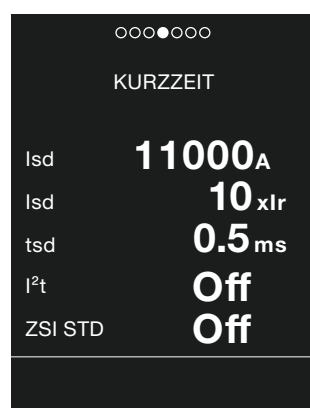 KURZZEIT
Isd 11000A
Isd 10xIr
tsd 0.5ms
I²t Off
ZSI STD Off